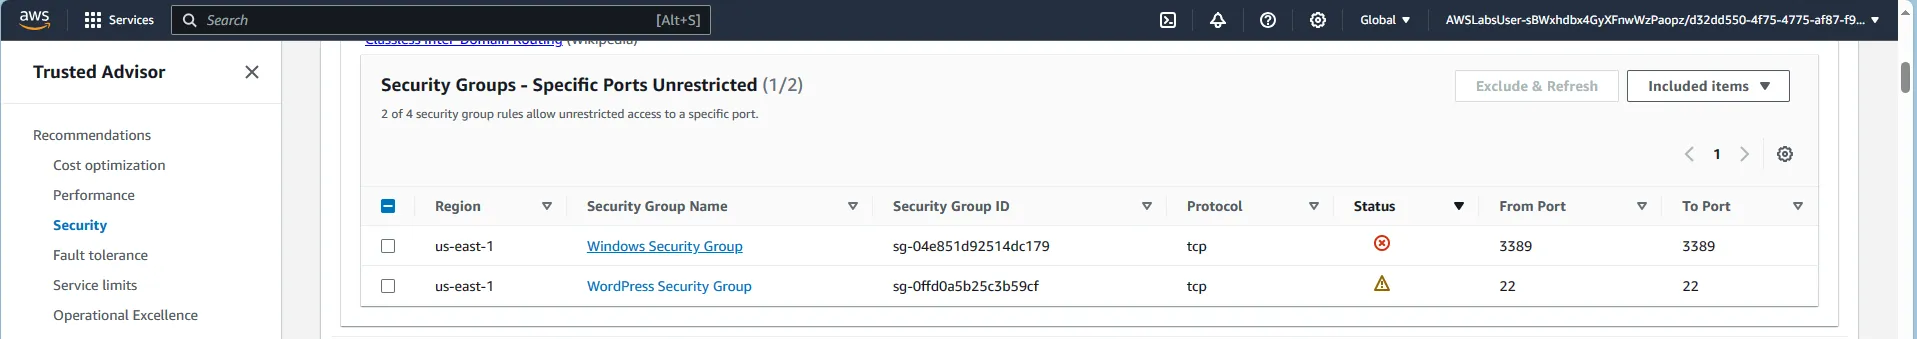 aws
Services
Search [Alt+S]
Global
AWSLabsUser-sBWxhdbx4GyXFnwWzPaopz/d32dd550-4f75-4775-af87-f9...
Trusted Advisor
Recommendations
Cost optimization
Performance
Security
Fault tolerance
Service limits
Operational Excellence
Classless Inter-Domain Routing (Wikipedia)
Security Groups - Specific Ports Unrestricted (1/2)
2 of 4 security group rules allow unrestricted access to a specific port.
Exclude & Refresh
Included items
1
Region Security Group Name Security Group ID Protocol Status From Port To Port
us-east-1 Windows Security Group sg-04e851d92514dc179 tcp 3389 3389
us-east-1 WordPress Security Group sg-0ffd0a5b25c3b59cf tcp 22 22